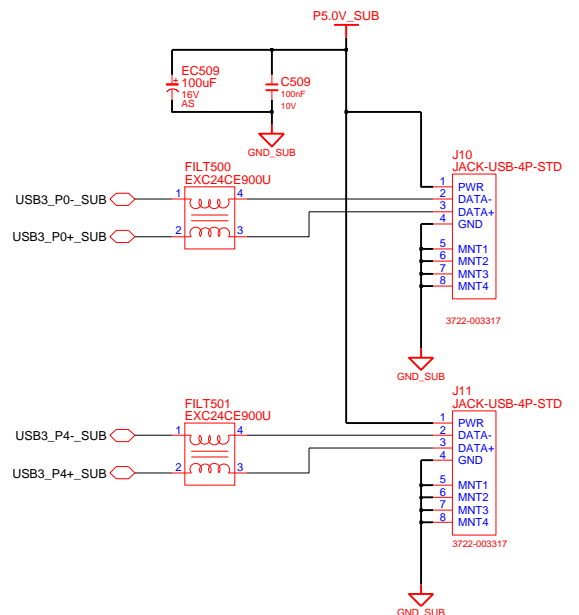 P5.0V_SUB
EC509
100uF
16V
AS
C509
100nF
10V
GND_SUB
FILT500
EXC24CE900U
J10
JACK-USB-4P-STD
USB3_P0-_SUB 1 4
USB3_P0+_SUB 2 3
1 PWR
2 DATA-
3 DATA+
4 GND
5 MNT1
6 MNT2
7 MNT3
8 MNT4
3722-003317
GND_SUB
FILT501
EXC24CE900U
J11
JACK-USB-4P-STD
USB3_P4-_SUB 1 4
USB3_P4+_SUB 2 3
1 PWR
2 DATA-
3 DATA+
4 GND
5 MNT1
6 MNT2
7 MNT3
8 MNT4
3722-003317
GND_SUB